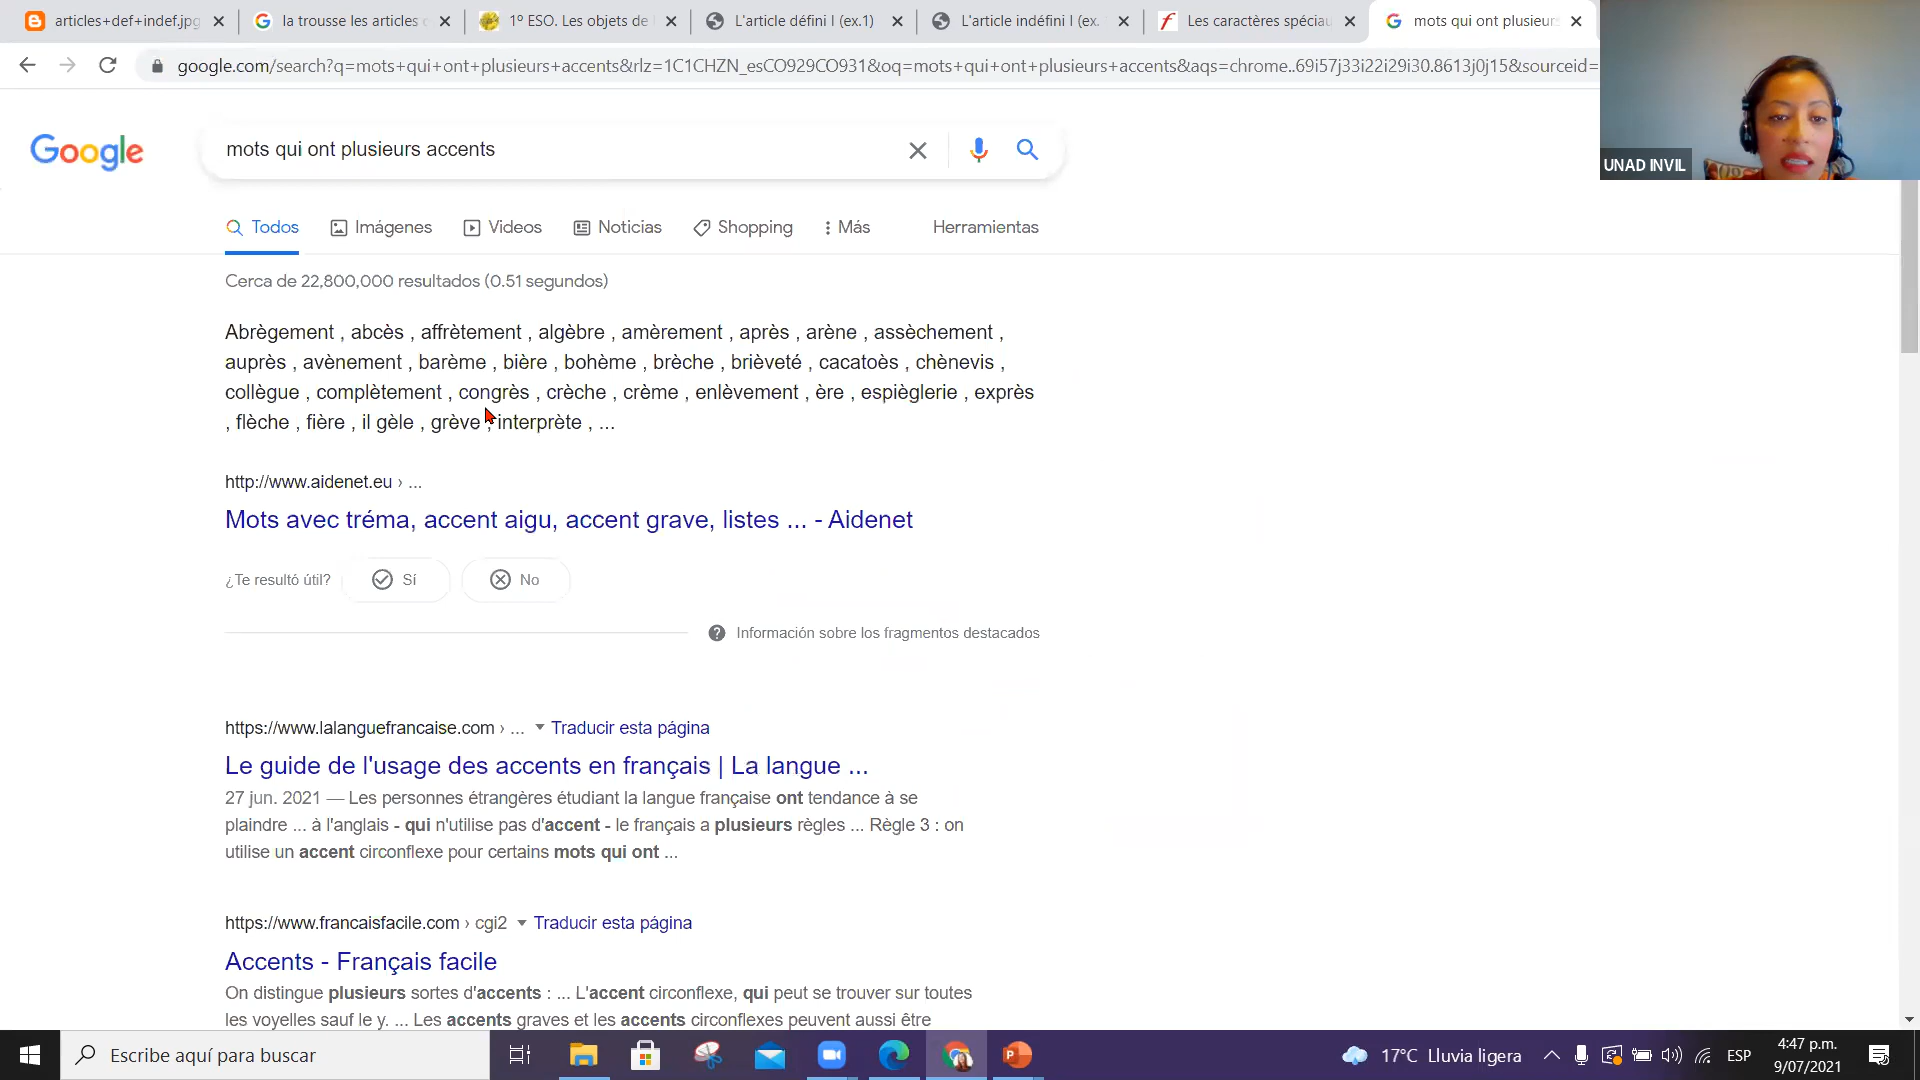 articles+def+indef.jpg
la trousse les articles
1º ESO. Les objets de
L'article défini I (ex.1)
L'article indéfini I (ex.
Les caractères spéciau
mots qui ont plusieurs
google.com/search?q=mots+qui+ont+plusieurs+accents&rlz=1C1CHZN_esCO929CO931&oq=mots+qui+ont+plusieurs+accents&aqs=chrome..69i57j33i22i29i30.8613j0j15&sourceid=
UNAD INVIL
Google
mots qui ont plusieurs accents
Todos
Imágenes
Videos
Noticias
Shopping
Más
Herramientas
Cerca de 22,800,000 resultados (0.51 segundos)
Abrègement , abcès , affrètement , algèbre , amèrement , après , arène , assèchement ,
auprès , avènement , barème , bière , bohème , brèche , brièveté , cacatoès , chènevis ,
collègue , complètement , congrès , crèche , crème , enlèvement , ère , espièglerie , exprès
, flèche , fière , il gèle , grève , interprète , ...
http://www.aidenet.eu › ...
Mots avec tréma, accent aigu, accent grave, listes ... - Aidenet
¿Te resultó útil?
Sí
No
Información sobre los fragmentos destacados
https://www.lalanguefrancaise.com › ...
Traducir esta página
Le guide de l'usage des accents en français | La langue ...
27 jun. 2021 — Les personnes étrangères étudiant la langue française ont tendance à se
plaindre ... à l'anglais - qui n'utilise pas d'accent - le français a plusieurs règles ... Règle 3 : on
utilise un accent circonflexe pour certains mots qui ont ...
https://www.francaisfacile.com › cgi2
Traducir esta página
Accents - Français facile
On distingue plusieurs sortes d'accents : ... L'accent circonflexe, qui peut se trouver sur toutes
les voyelles sauf le y. ... Les accents graves et les accents circonflexes peuvent aussi être
Escribe aquí para buscar
17°C Lluvia ligera
ESP
4:47 p.m.
9/07/2021